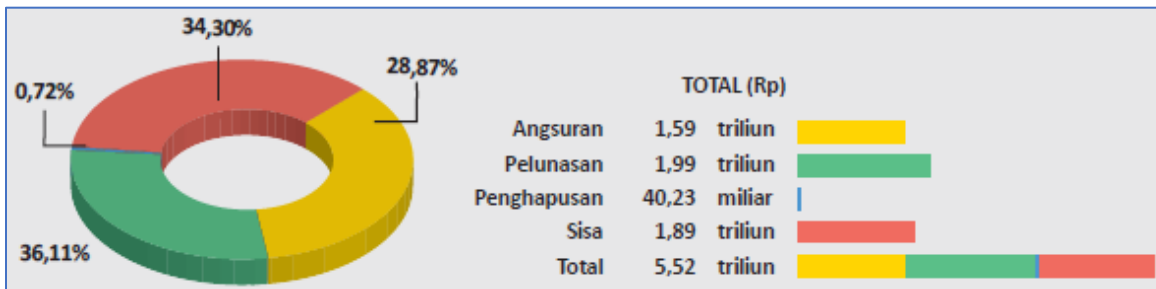 34,30%
28,87%
0,72%
36,11%
TOTAL (Rp)
Angsuran 1,59 triliun
Pelunasan 1,99 triliun
Penghapusan 40,23 miliar
Sisa 1,89 triliun
Total 5,52 triliun